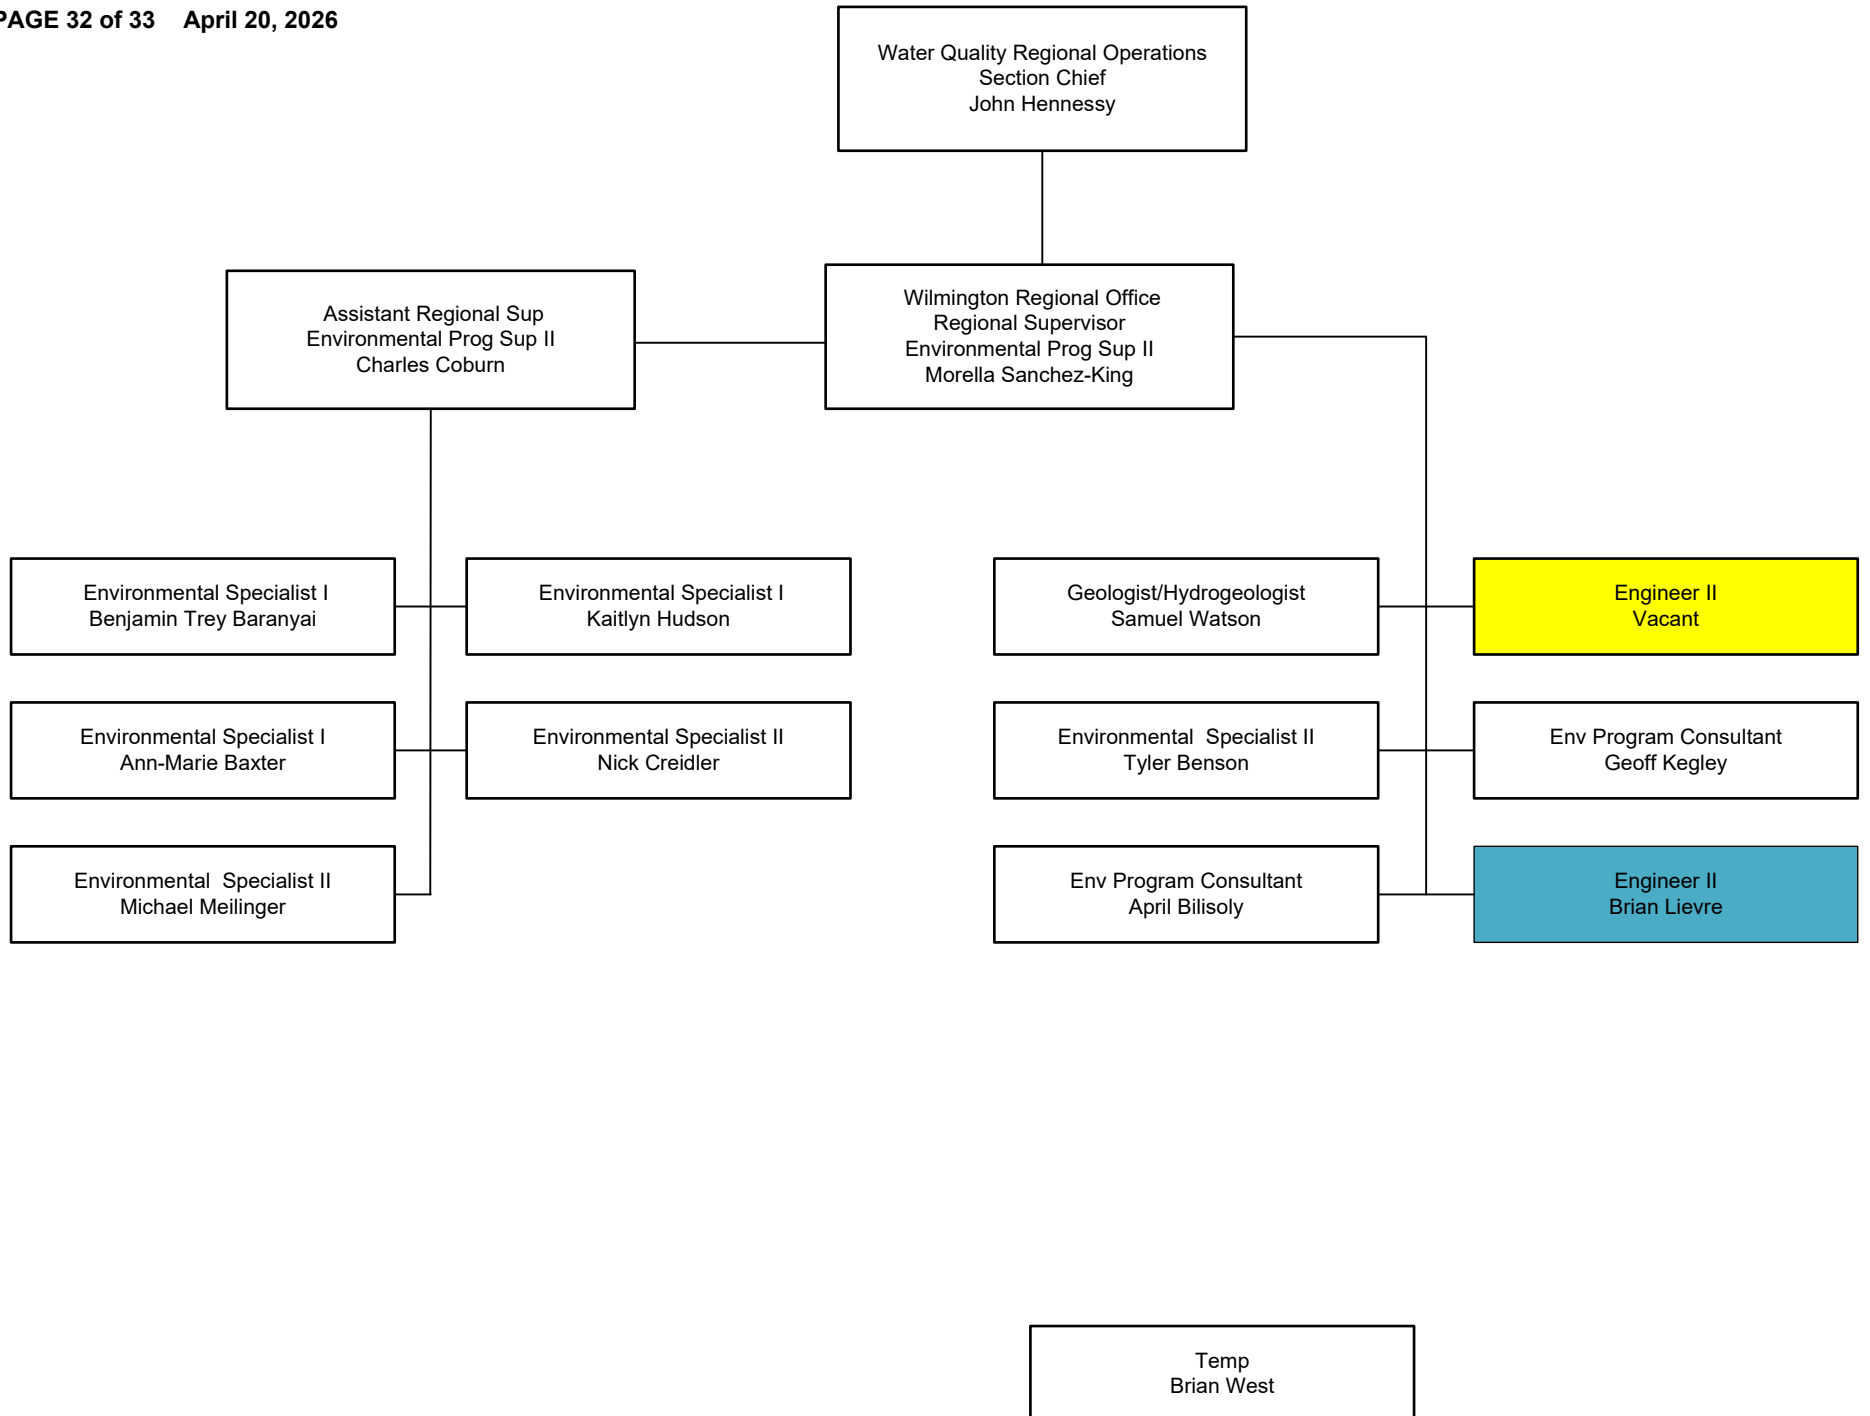 PAGE 32 of 33 April 20, 2026
Water Quality Regional Operations
Section Chief
John Hennessy
Assistant Regional Sup
Environmental Prog Sup II
Charles Coburn
Wilmington Regional Office
Regional Supervisor
Environmental Prog Sup II
Morella Sanchez-King
Environmental Specialist I
Benjamin Trey Baranyai
Environmental Specialist I
Kaitlyn Hudson
Geologist/Hydrogeologist
Samuel Watson
Engineer II
Vacant
Environmental Specialist I
Ann-Marie Baxter
Environmental Specialist II
Nick Creidler
Environmental Specialist II
Tyler Benson
Env Program Consultant
Geoff Kegley
Environmental Specialist II
Michael Meilinger
Env Program Consultant
April Bilisoly
Engineer II
Brian Lievre
Temp
Brian West